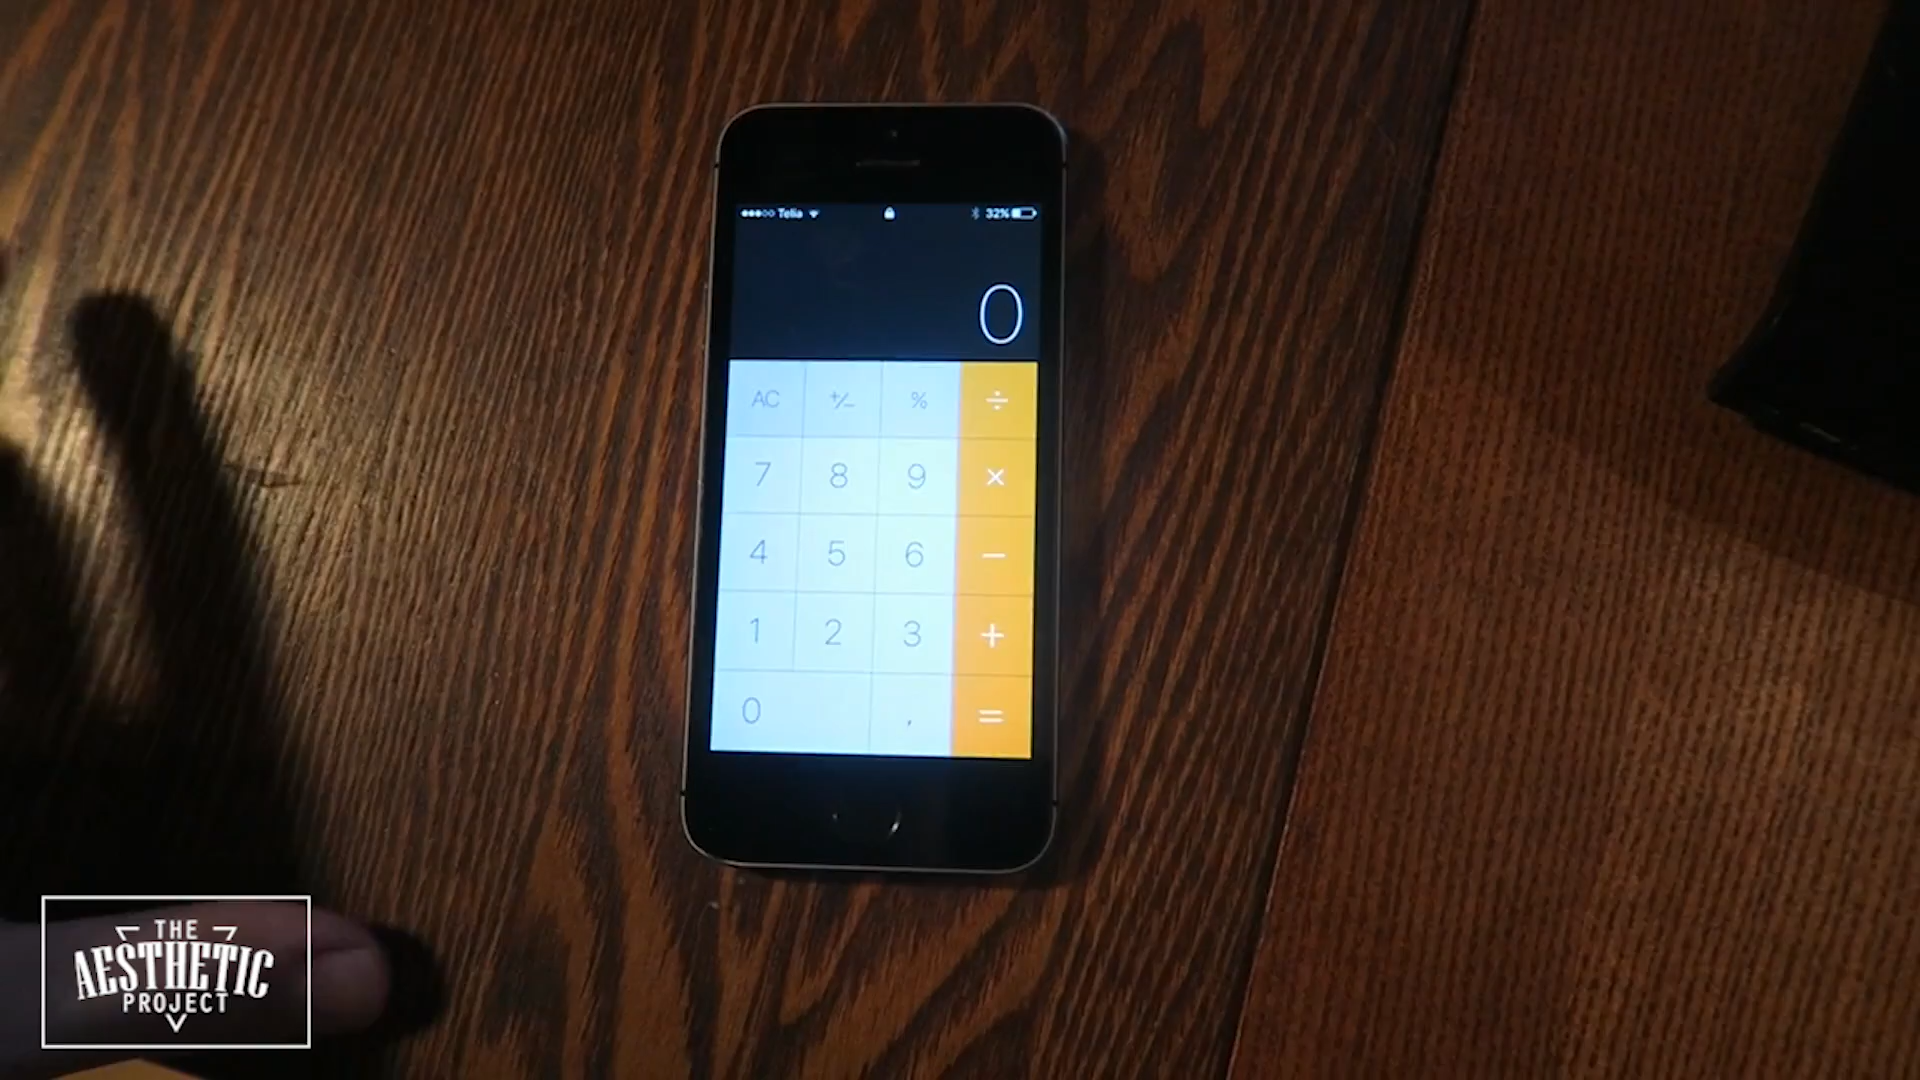 Telia 32%
0
AC +/- % ÷
7 8 9 ×
4 5 6 −
1 2 3 +
0 , =
THE
AESTHETIC
PROJECT